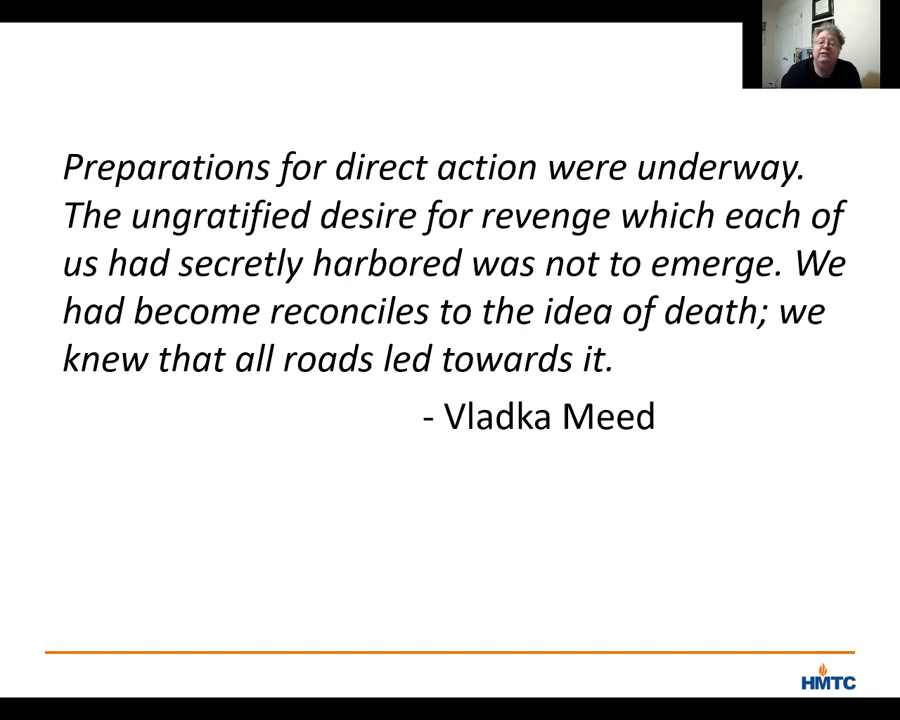 Preparations for direct action were underway.
The ungratified desire for revenge which each of
us had secretly harbored was not to emerge. We
had become reconciles to the idea of death; we
knew that all roads led towards it.
- Vladka Meed
HMTC